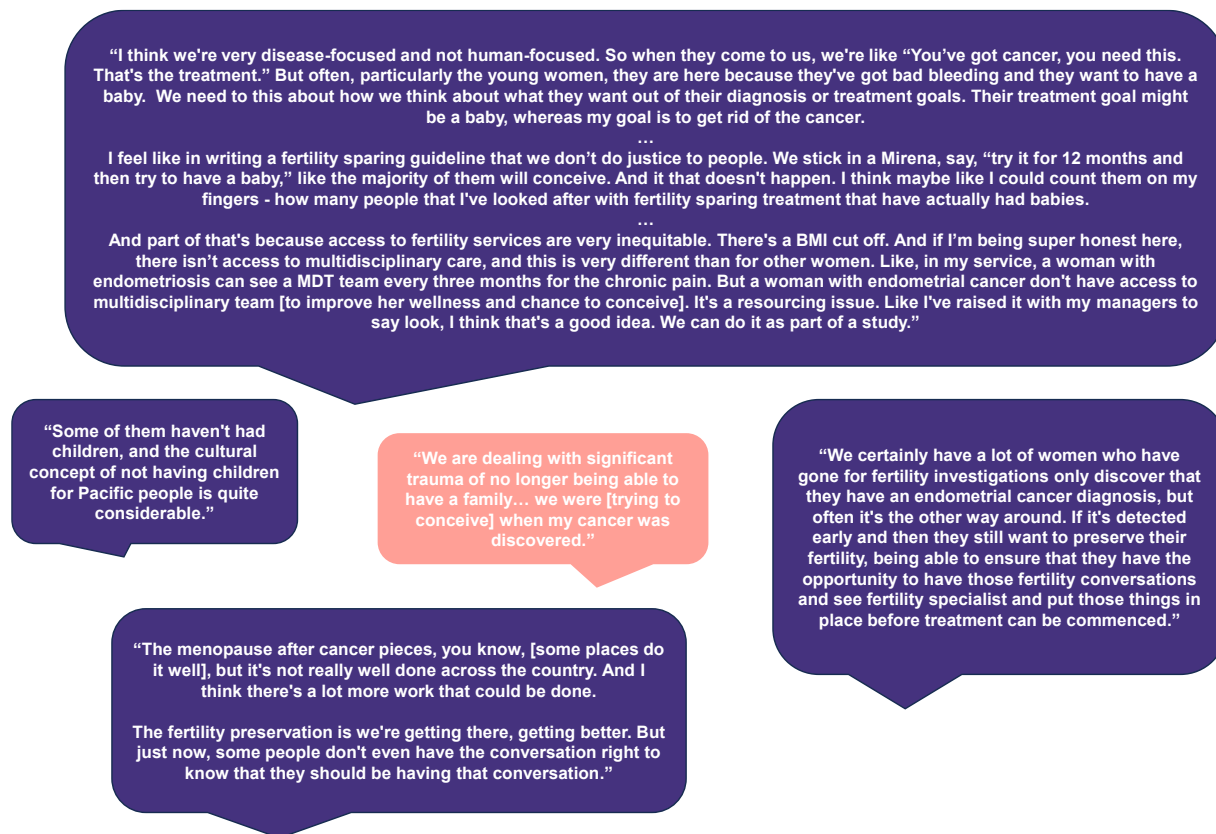 “I think we're very disease-focused and not human-focused. So when they come to us, we're like “You’ve got cancer, you need this.
That's the treatment.” But often, particularly the young women, they are here because they've got bad bleeding and they want to have a
baby.  We need to this about how we think about what they want out of their diagnosis or treatment goals. Their treatment goal might
be a baby, whereas my goal is to get rid of the cancer.
…
I feel like in writing a fertility sparing guideline that we don’t do justice to people. We stick in a Mirena, say, “try it for 12 months and
then try to have a baby,” like the majority of them will conceive. And it that doesn't happen. I think maybe like I could count them on my
fingers - how many people that I've looked after with fertility sparing treatment that have actually had babies.
…
And part of that's because access to fertility services are very inequitable. There's a BMI cut off. And if I’m being super honest here,
there isn’t access to multidisciplinary care, and this is very different than for other women. Like, in my service, a woman with
endometriosis can see a MDT team every three months for the chronic pain. But a woman with endometrial cancer don't have access to
multidisciplinary team [to improve her wellness and chance to conceive]. It's a resourcing issue. Like I've raised it with my managers to
say look, I think that's a good idea. We can do it as part of a study.”
“Some of them haven't had
children, and the cultural
concept of not having children
for Pacific people is quite
considerable.”
“We are dealing with significant
trauma of no longer being able to
have a family… we were [trying to
conceive] when my cancer was
discovered.”
“We certainly have a lot of women who have
gone for fertility investigations only discover that
they have an endometrial cancer diagnosis, but
often it's the other way around. If it's detected
early and then they still want to preserve their
fertility, being able to ensure that they have the
opportunity to have those fertility conversations
and see fertility specialist and put those things in
place before treatment can be commenced.”
“The menopause after cancer pieces, you know, [some places do
it well], but it's not really well done across the country. And I
think there's a lot more work that could be done.
The fertility preservation is we're getting there, getting better. But
just now, some people don't even have the conversation right to
know that they should be having that conversation.”